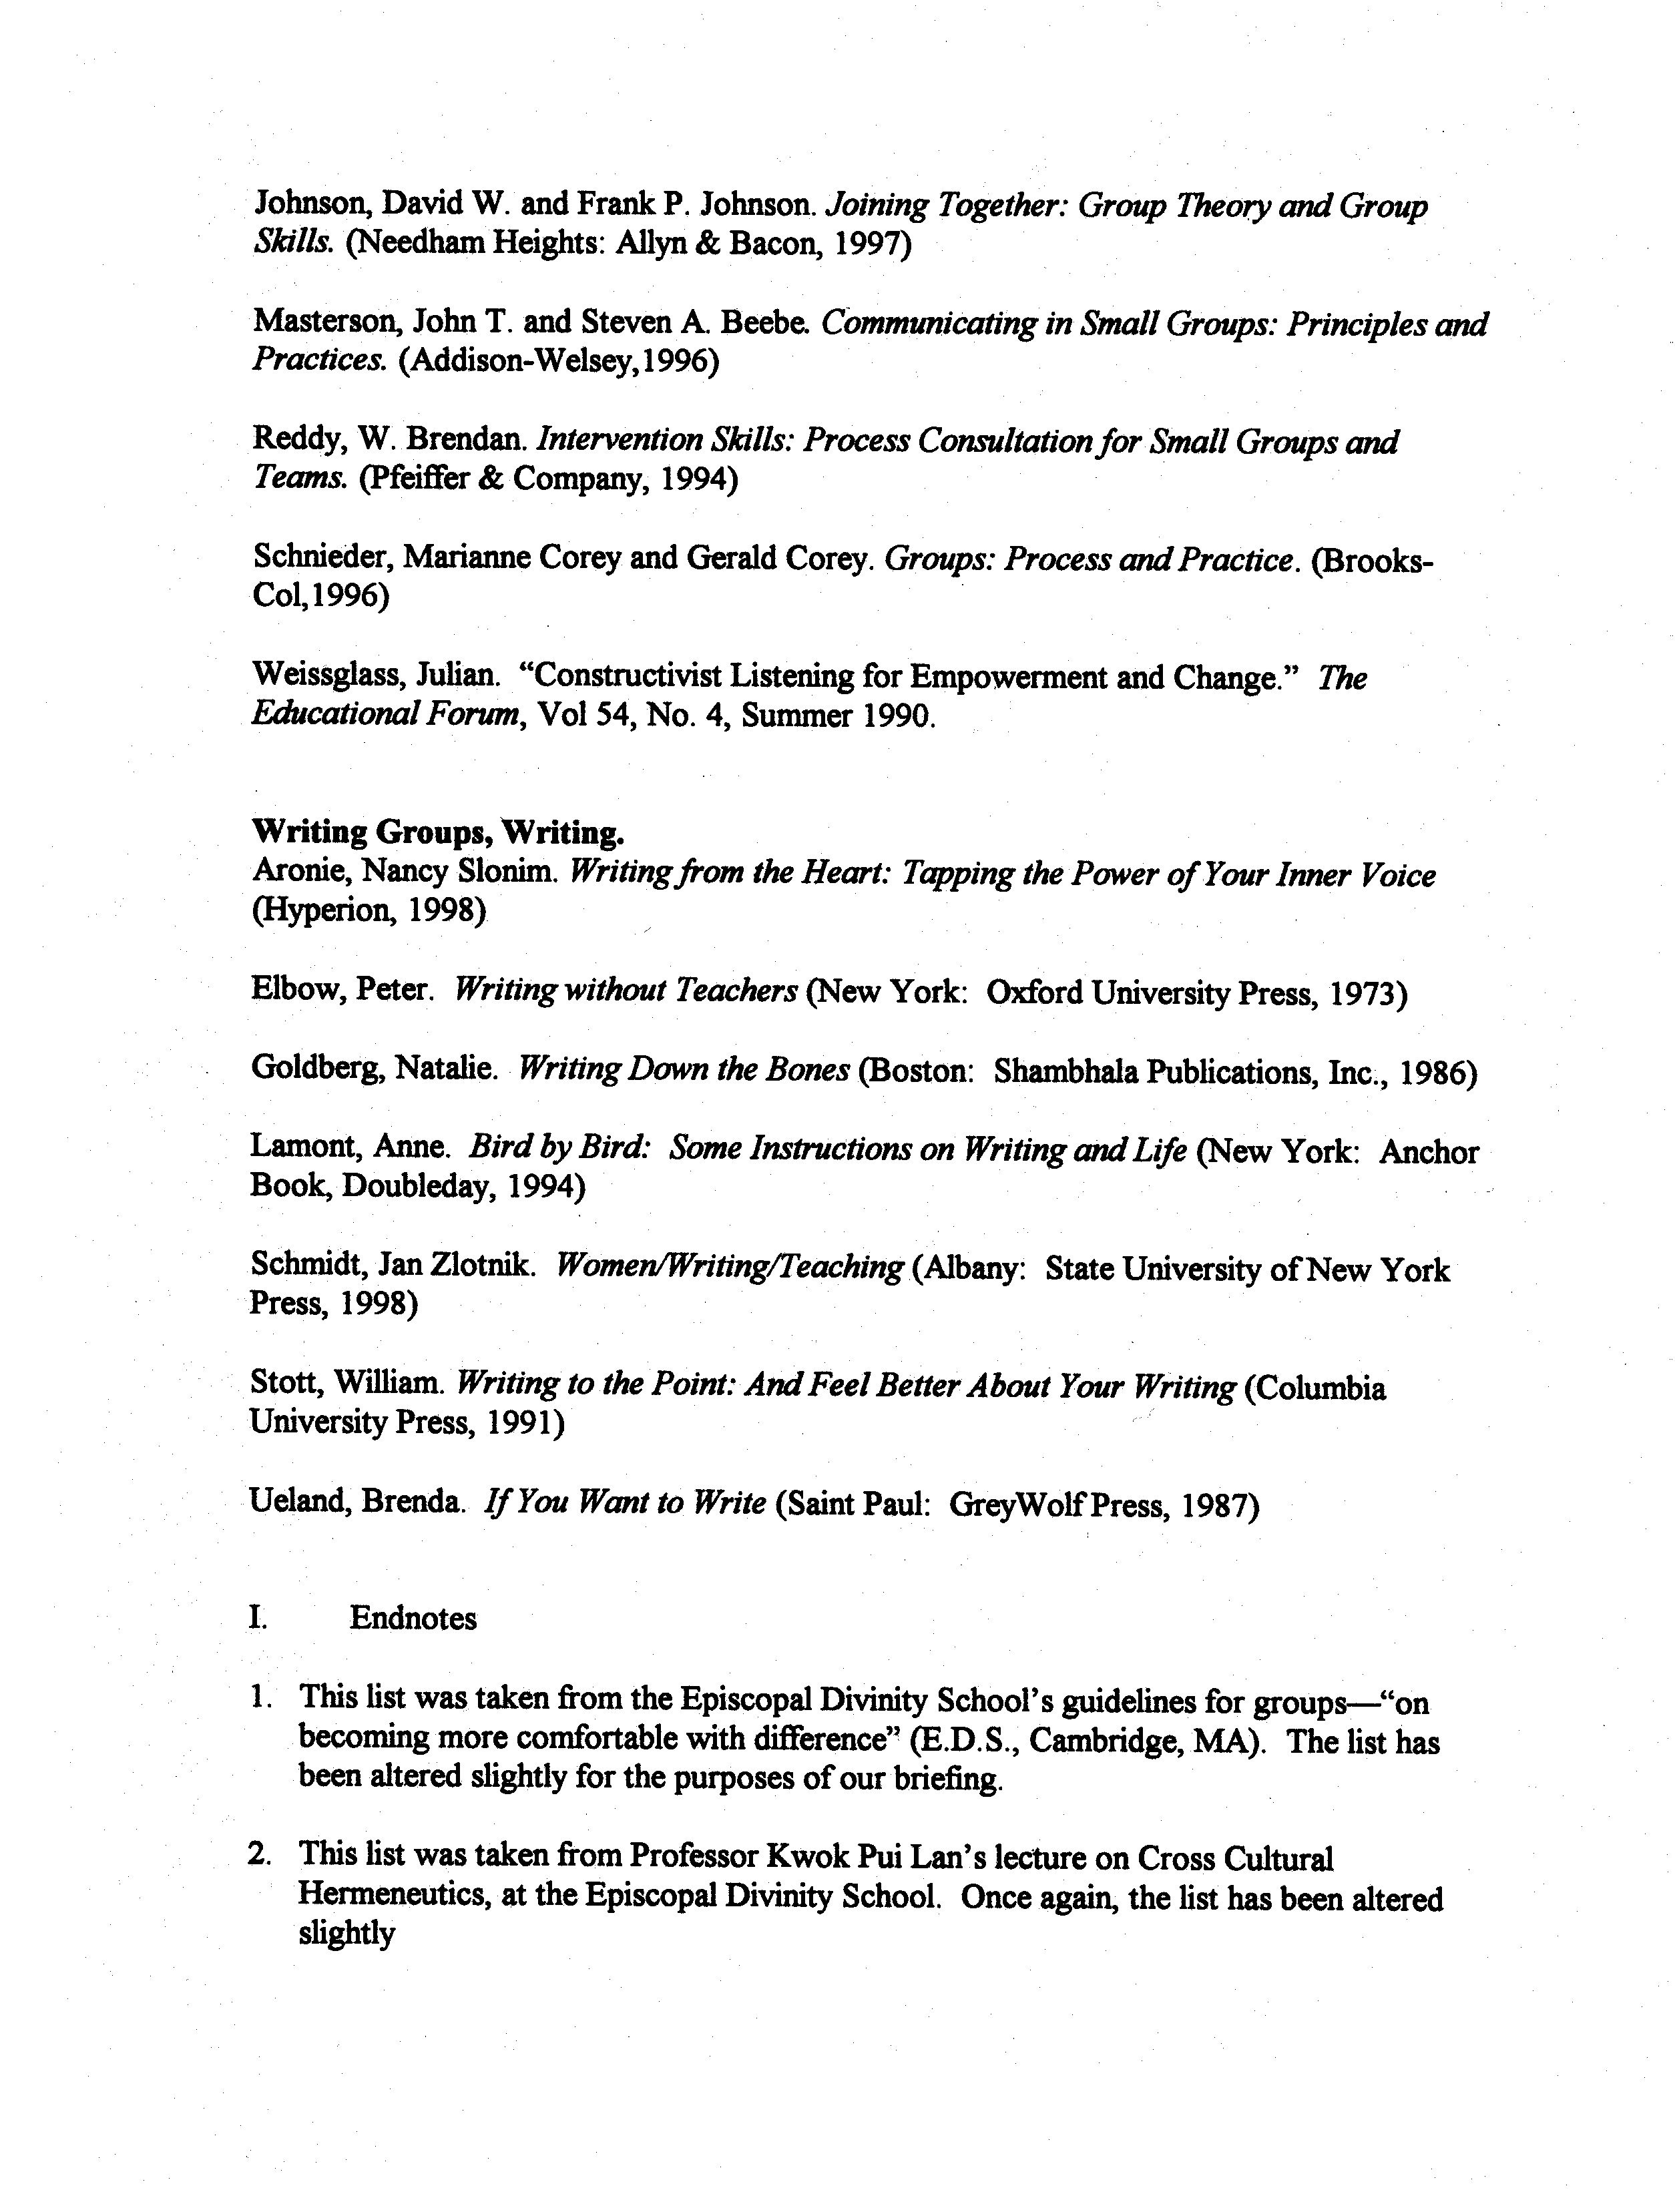 Johnson, David W. and Frank P. Johnson. Joining Together: Group Theory and Group
Skills. (Needham Heights: Allyn & Bacon, 1997)
Masterson, John T. and Steven A. Beebe. Communicating in Small Groups: Principles and
Practices. (Addison-Welsey,1996)
Reddy, W. Brendan. Intervention Skills: Process Consultation for Small Groups and
Teams. (Pfeiffer & Company, 1994)
Schnieder, Marianne Corey and Gerald Corey. Groups: Process and Practice. (Brooks-
Col,1996)
Weissglass, Julian. “Constructivist Listening for Empowerment and Change.” The
Educational Forum, Vol 54, No. 4, Summer 1990.
Writing Groups, Writing.
Aronie, Nancy Slonim. Writing from the Heart: Tapping the Power of Your Inner Voice
(Hyperion, 1998)
Elbow, Peter. Writing without Teachers (New York: Oxford University Press, 1973)
Goldberg, Natalie. Writing Down the Bones (Boston: Shambhala Publications, Inc., 1986)
Lamont, Anne. Bird by Bird: Some Instructions on Writing and Life (New York: Anchor
Book, Doubleday, 1994)
Schmidt, Jan Zlotnik. Women/Writing/Teaching (Albany: State University of New York
Press, 1998)
Stott, William. Writing to the Point: And Feel Better About Your Writing (Columbia
University Press, 1991)
Ueland, Brenda. If You Want to Write (Saint Paul: GreyWolf Press, 1987)
I. Endnotes
1. This list was taken from the Episcopal Divinity School’s guidelines for groups—“on
becoming more comfortable with difference” (E.D.S., Cambridge, MA). The list has
been altered slightly for the purposes of our briefing.
2. This list was taken from Professor Kwok Pui Lan’s lecture on Cross Cultural
Hermeneutics, at the Episcopal Divinity School. Once again, the list has been altered
slightly